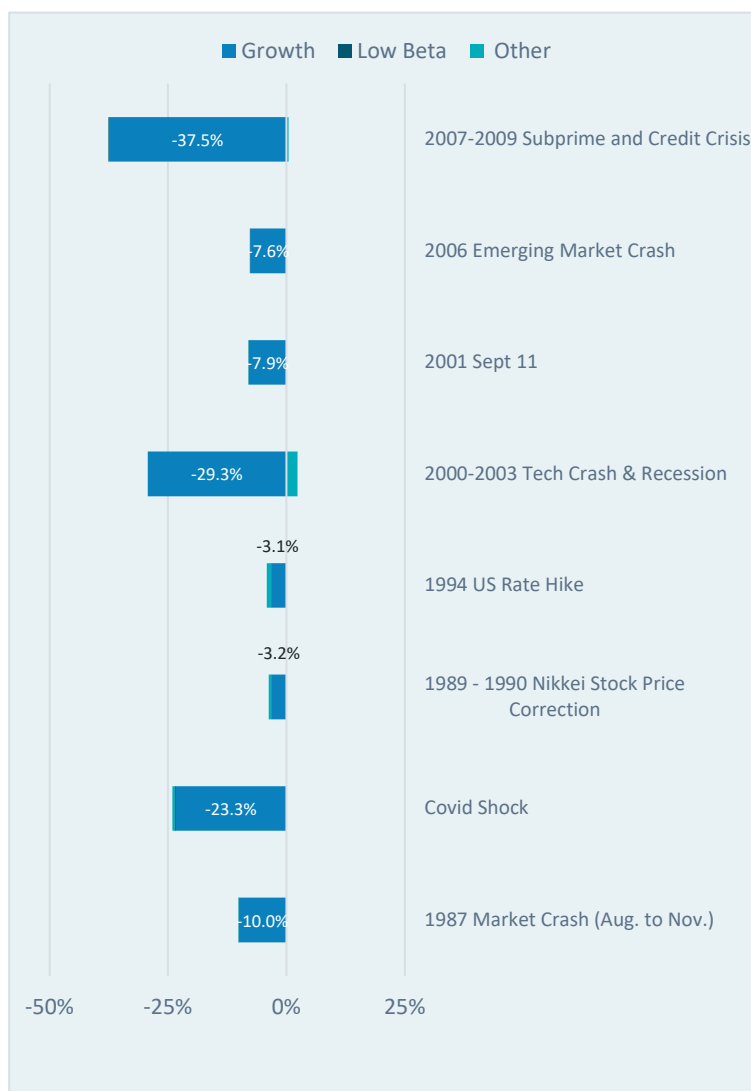 Growth Low Beta Other
-37.5% 2007-2009 Subprime and Credit Crisis
-7.6% 2006 Emerging Market Crash
-7.9% 2001 Sept 11
-29.3% 2000-2003 Tech Crash & Recession
-3.1%
1994 US Rate Hike
-3.2%
1989 - 1990 Nikkei Stock Price
Correction
-23.3% Covid Shock
-10.0% 1987 Market Crash (Aug. to Nov.)
-50% -25% 0% 25%